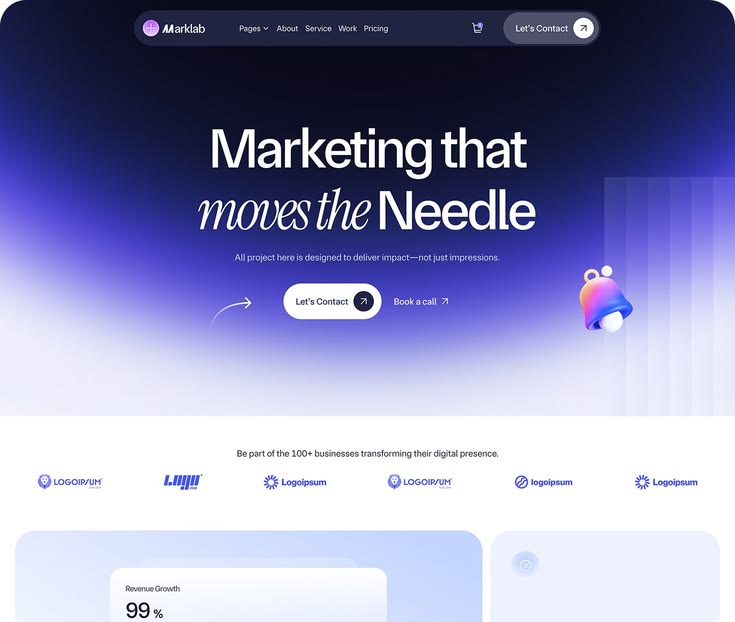 Marklab
Pages
About
Service
Work
Pricing
Let's Contact
Marketing that
moves the Needle
All project here is designed to deliver impact—not just impressions.
Let's Contact
Book a call
Be part of the 100+ businesses transforming their digital presence.
LOGOIPSUM
Logo
Logoipsum
LOGOIPSUM
logoipsum
Logoipsum
Revenue Growth
99 %